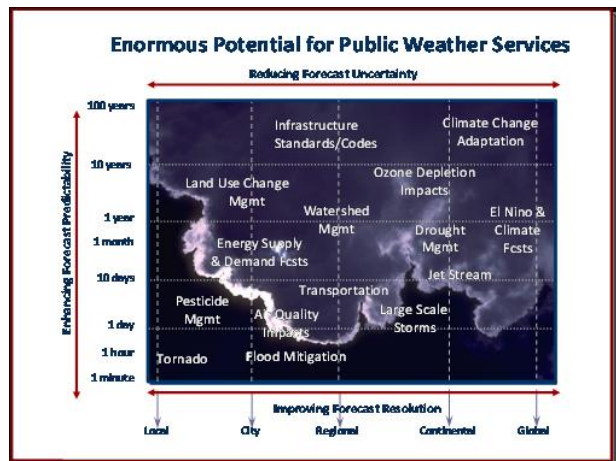 Enormous Potential for Public Weather Services
Reducing Forecast Uncertainty
Enhancing Forecast Predictability
100 years
10 years
1 year
1 month
10 days
1 day
1 hour
1 minute
Infrastructure
Standards/Codes
Climate Change
Adaptation
Ozone Depletion
Impacts
Land Use Change
Mgmt
Watershed
Mgmt
El Nino &
Climate
Fcsts
Drought
Mgmt
Energy Supply
& Demand Fcsts
Jet Stream
Transportation
Pesticide
Mgmt
Air Quality
Impacts
Large Scale
Storms
Tornado
Flood Mitigation
Improving Forecast Resolution
Local
City
Regional
Continental
Global